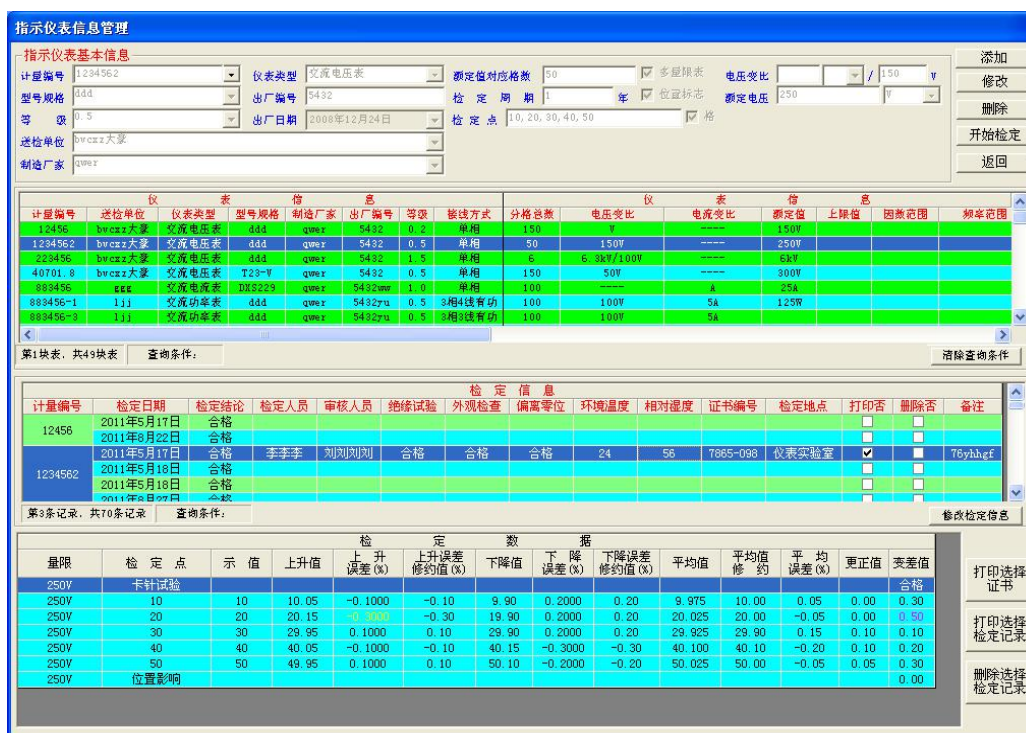 指示仪表信息管理
指示仪表基本信息
计量编号 1234562 仪表类型 交流电压表 额定值对应格数 50 多量限表 电压变比 / 150 V
型号规格 ddd 出厂编号 5432 检定周期 1 年 位置标志 额定电压 250 V
等级 0.5 出厂日期 2008年12月24日 检定点 10,20,30,40,50 格
送检单位 bvcxz大录
制造厂家 qwer
添加
修改
删除
开始检定
返回
仪表信息 仪表信息
计量编号 送检单位 仪表类型 型号规格 制造厂家 出厂编号 等级 接线方式 分格总数 电压变比 电流变比 额定值 上限值 因数范围 频率范围
12456 bvcxz大录 交流电压表 ddd qwer 5432 0.2 单相 150 V ---- 150V
1234562 bvcxz大录 交流电压表 ddd qwer 5432 0.5 单相 50 150V ---- 250V
223456 bvcxz大录 交流电压表 ddd qwer 5432 1.5 单相 6 6.3kV/100V ---- 6kV
40701.8 bvcxz大录 交流电压表 T23-V qwer 5432 0.5 单相 150 50V ---- 300V
883456 ggg 交流电流表 DXS229 qwer 5432ww 1.0 单相 100 ---- A 25A
883456-1 ljj 交流功率表 ddd qwer 5432yu 0.5 3相4线有功 100 100V 5A 125W
883456-3 ljj 交流功率表 ddd qwer 5432yu 0.5 3相3线有功 100 100V 5A
第1块表，共49块表 查询条件： 清除查询条件
检定信息
计量编号 检定日期 检定结论 检定人员 审核人员 绝缘试验 外观检查 偏离零位 环境温度 相对湿度 证书编号 检定地点 打印否 删除否 备注
12456 2011年5月17日 合格
2011年8月22日 合格
1234562 2011年5月17日 合格 李李李 刘刘刘刘 合格 合格 合格 24 56 7865-098 仪表实验室 76yhhgf
2011年5月18日 合格
2011年5月18日 合格
2011年8月27日 合格
第3条记录，共70条记录 查询条件： 修改检定信息
检定数据
量限 检定点 示值 上升值 上升误差(%) 上升误差修约值(%) 下降值 下降误差(%) 下降误差修约值(%) 平均值 平均值修约 平均误差(%) 更正值 变差值
250V 卡针试验 合格
250V 10 10 10.05 -0.1000 -0.10 9.90 0.2000 0.20 9.975 10.00 0.05 0.00 0.30
250V 20 20 20.15 -0.3000 -0.30 19.90 0.2000 0.20 20.025 20.00 -0.05 0.00 0.50
250V 30 30 29.95 0.1000 0.10 29.90 0.2000 0.20 29.925 29.90 0.15 0.10 0.10
250V 40 40 40.05 -0.1000 -0.10 40.15 -0.3000 -0.30 40.100 40.10 -0.20 0.10 0.20
250V 50 50 49.95 0.1000 0.10 50.10 -0.2000 -0.20 50.025 50.00 -0.05 0.05 0.30
250V 位置影响 0.00
打印选择
证书
打印选择
检定记录
删除选择
检定记录